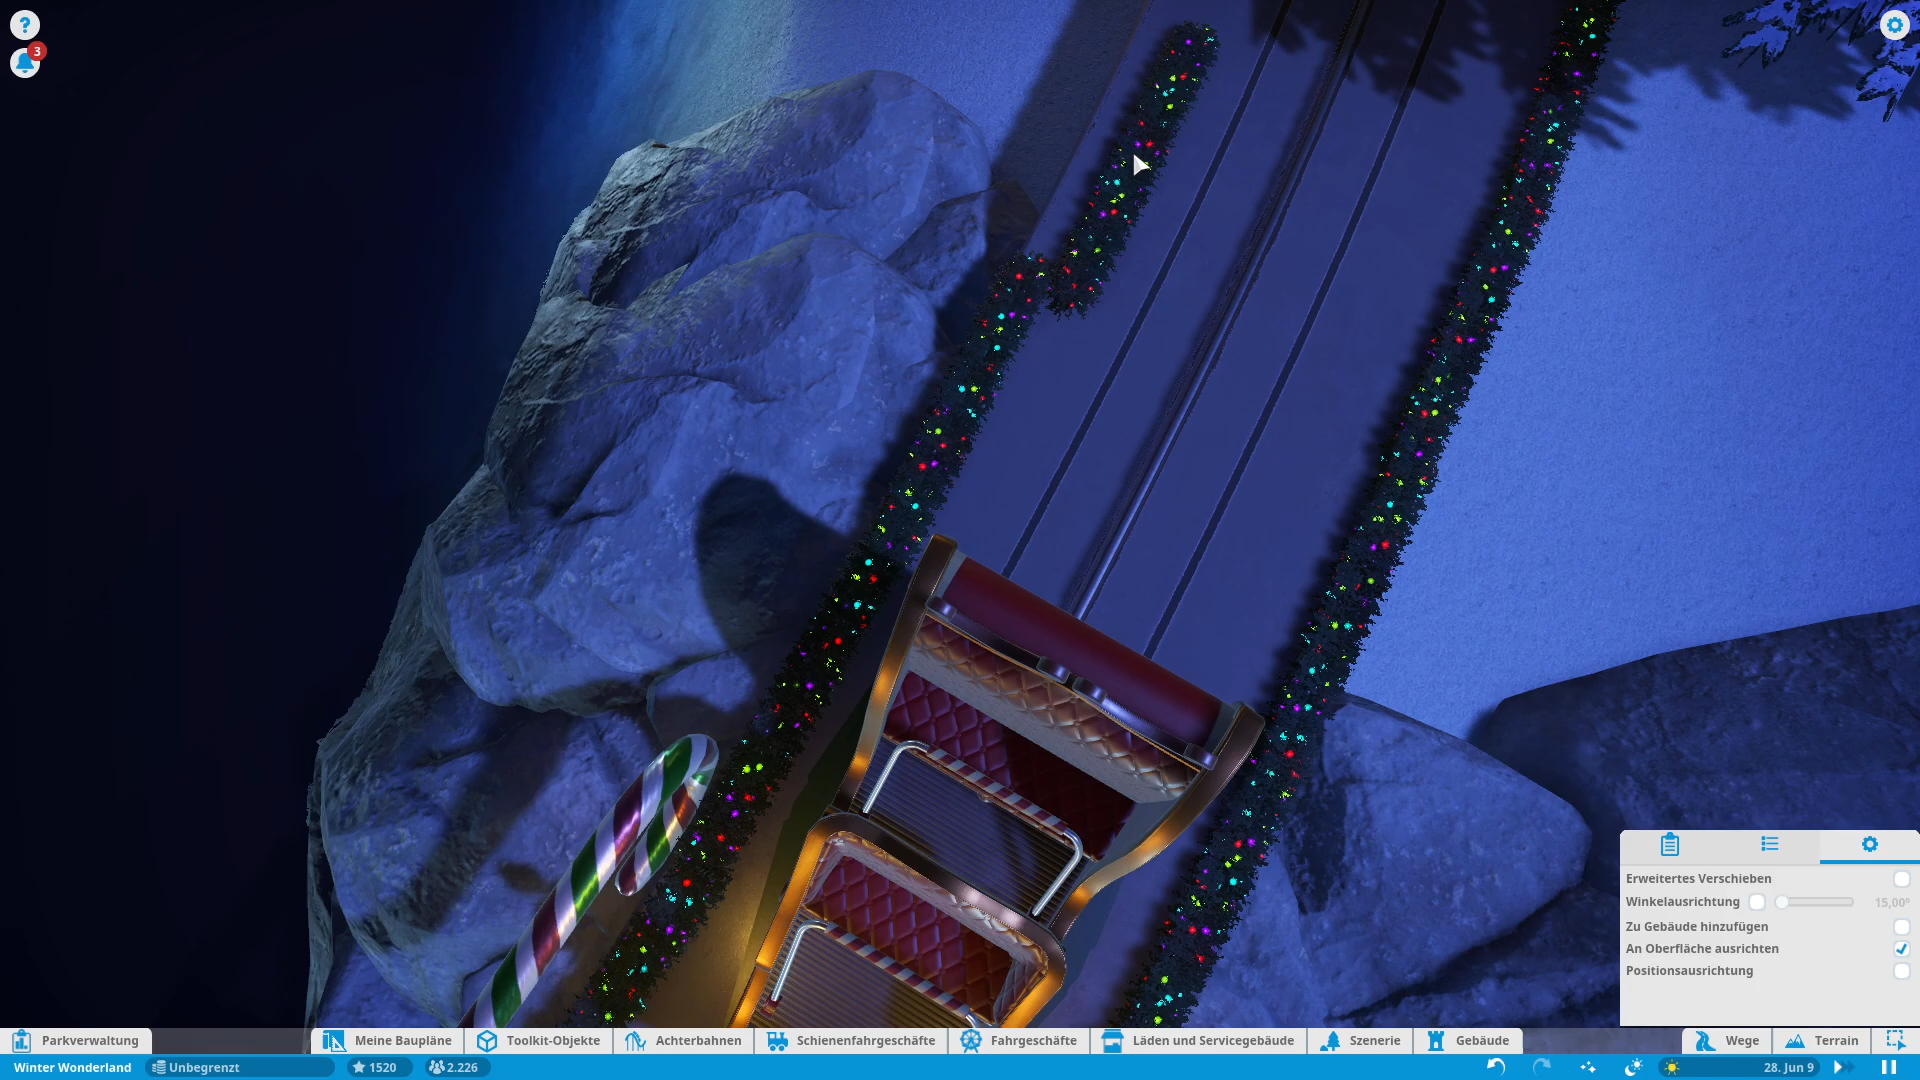 ?
3
Erweitertes Verschieben
Winkelausrichtung 15,00°
Zu Gebäude hinzufügen
An Oberfläche ausrichten
Positionsausrichtung
Parkverwaltung Meine Baupläne Toolkit-Objekte Achterbahnen Schienenfahrgeschäfte Fahrgeschäfte Läden und Servicegebäude Szenerie Gebäude Wege Terrain
Winter Wonderland Unbegrenzt 1520 2.226 28. Jun 9